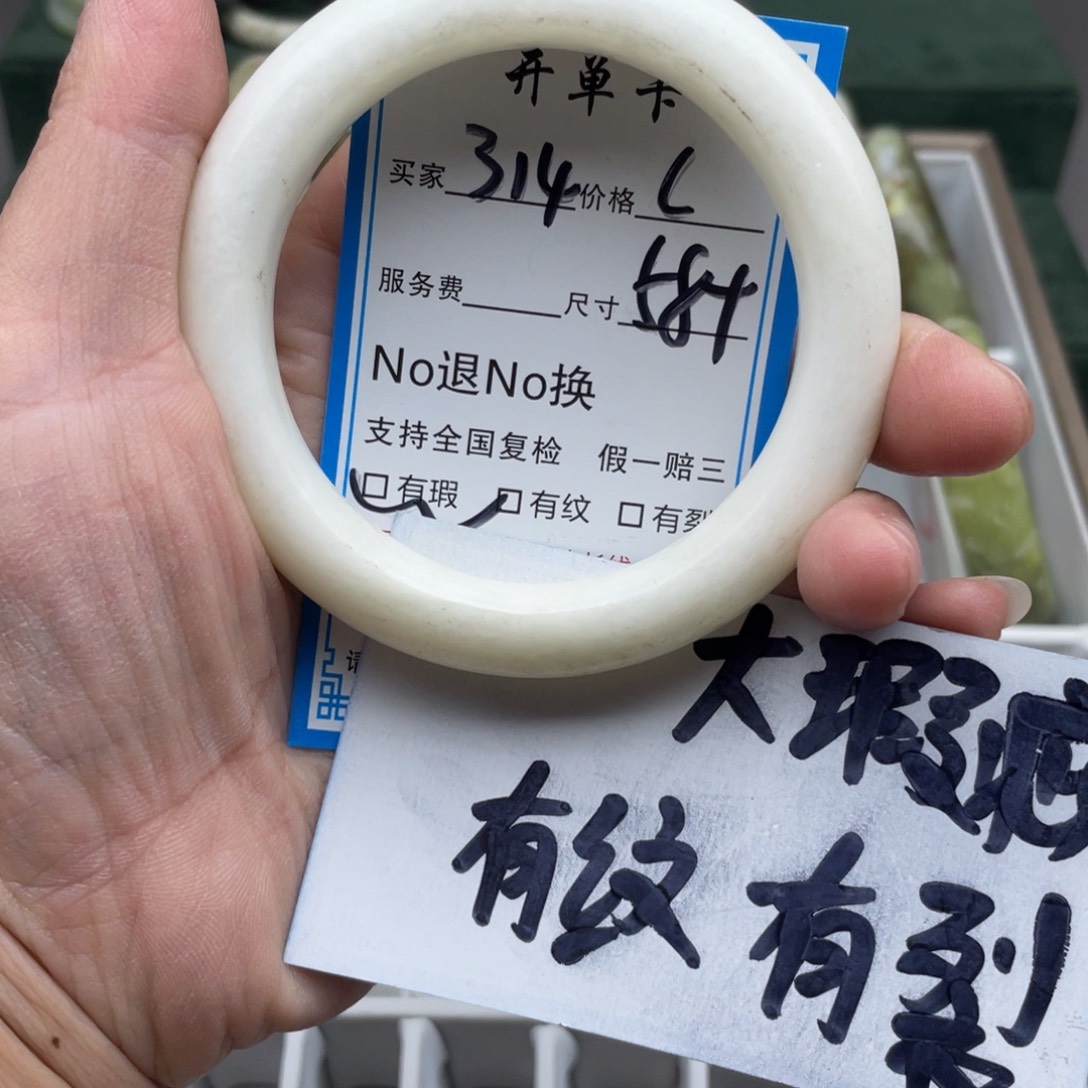 开单卡
买家 314 价格 L
服务费 尺寸 584
No退No换
支持全国复检 假一赔三
□有瑕 □有纹 □有裂
大瑕疵
有纹 有裂